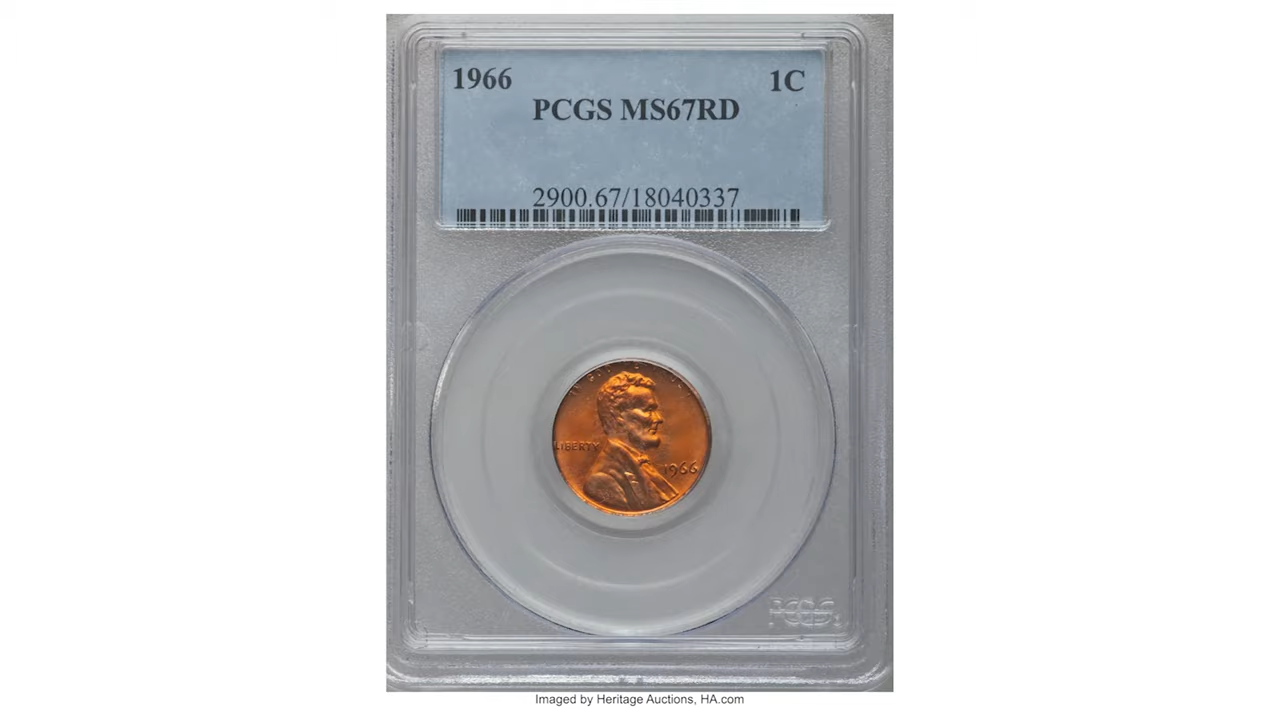 1966 1C
PCGS MS67RD
2900.67/18040337
LIBERTY
1966
PCGS
Imaged by Heritage Auctions, HA.com